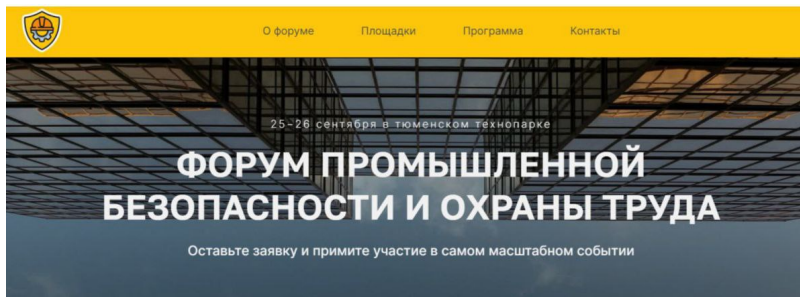 О форуме Площадки Программа Контакты
25-26 сентября в тюменском технопарке
ФОРУМ ПРОМЫШЛЕННОЙ
БЕЗОПАСНОСТИ И ОХРАНЫ ТРУДА
Оставьте заявку и примите участие в самом масштабном событии